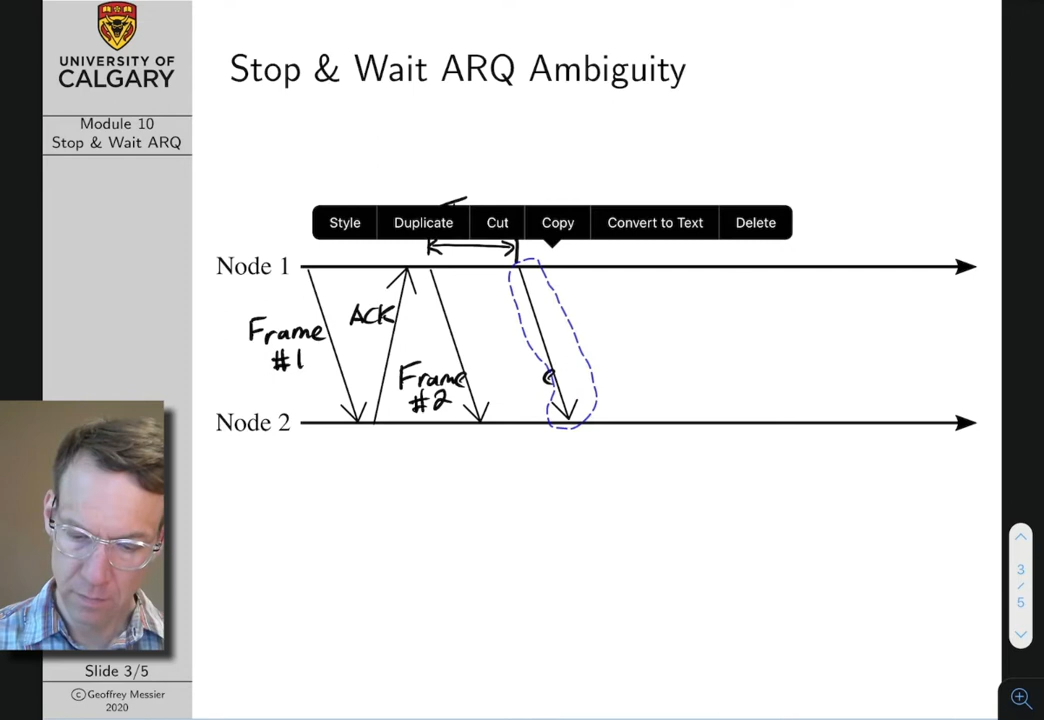 UNIVERSITY OF
CALGARY
Module 10
Stop & Wait ARQ
Stop & Wait ARQ Ambiguity
Style Duplicate Cut Copy Convert to Text Delete
Node 1
ACK
Frame
#1
Frame
#2
Node 2
3
/
5
Slide 3/5
©Geoffrey Messier
2020